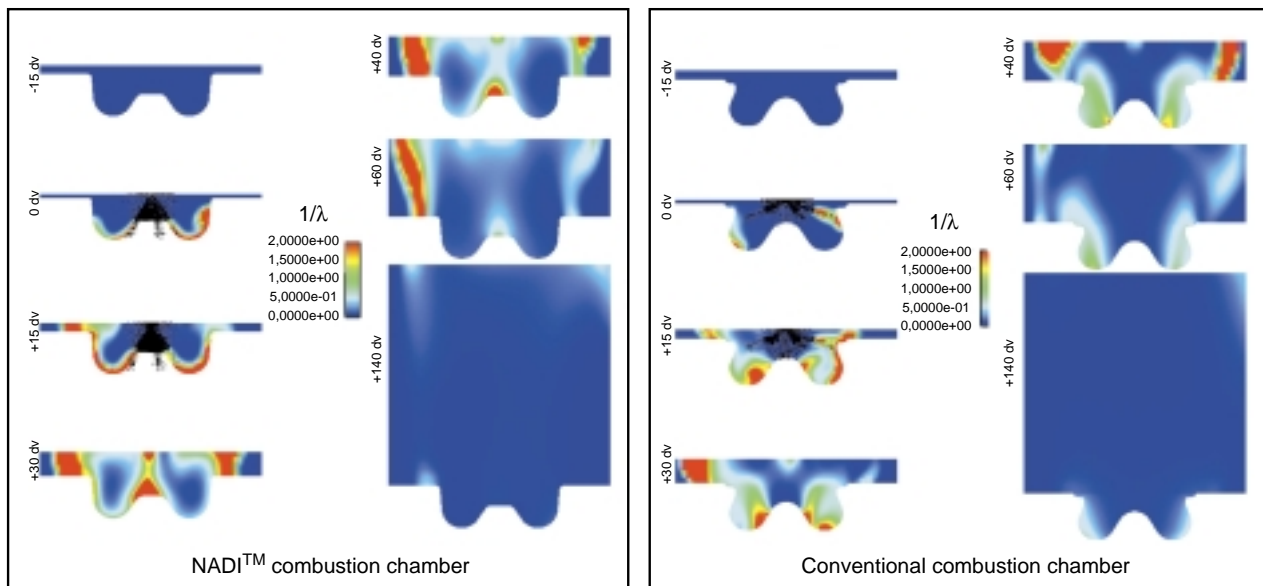 -15 dv
0 dv
+15 dv
+30 dv
+40 dv
+60 dv
+140 dv
1/λ
2,0000e+00
1,5000e+00
1,0000e+00
5,0000e-01
0,0000e+00
NADI™ combustion chamber
-15 dv
0 dv
+15 dv
+30 dv
+40 dv
+60 dv
+140 dv
1/λ
2,0000e+00
1,5000e+00
1,0000e+00
5,0000e-01
0,0000e+00
Conventional combustion chamber